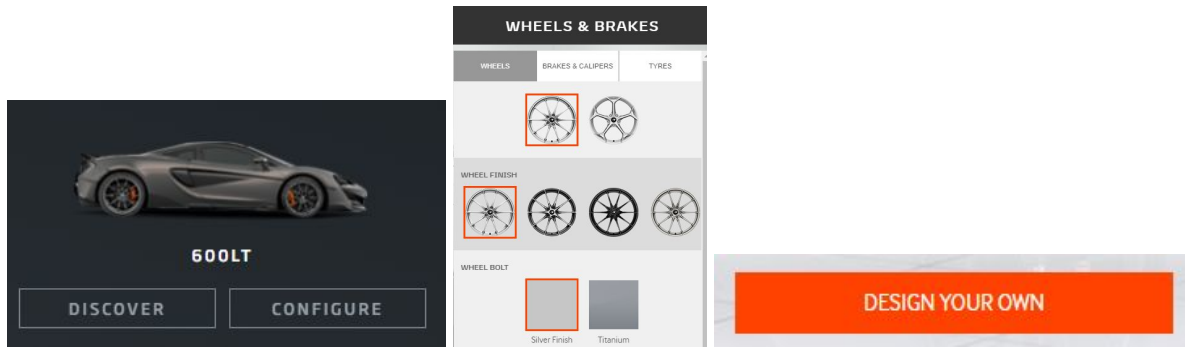 600LT
DISCOVER
CONFIGURE
WHEELS & BRAKES
WHEELS
BRAKES & CALIPERS
TYRES
WHEEL FINISH
WHEEL BOLT
Silver Finish
Titanium
DESIGN YOUR OWN